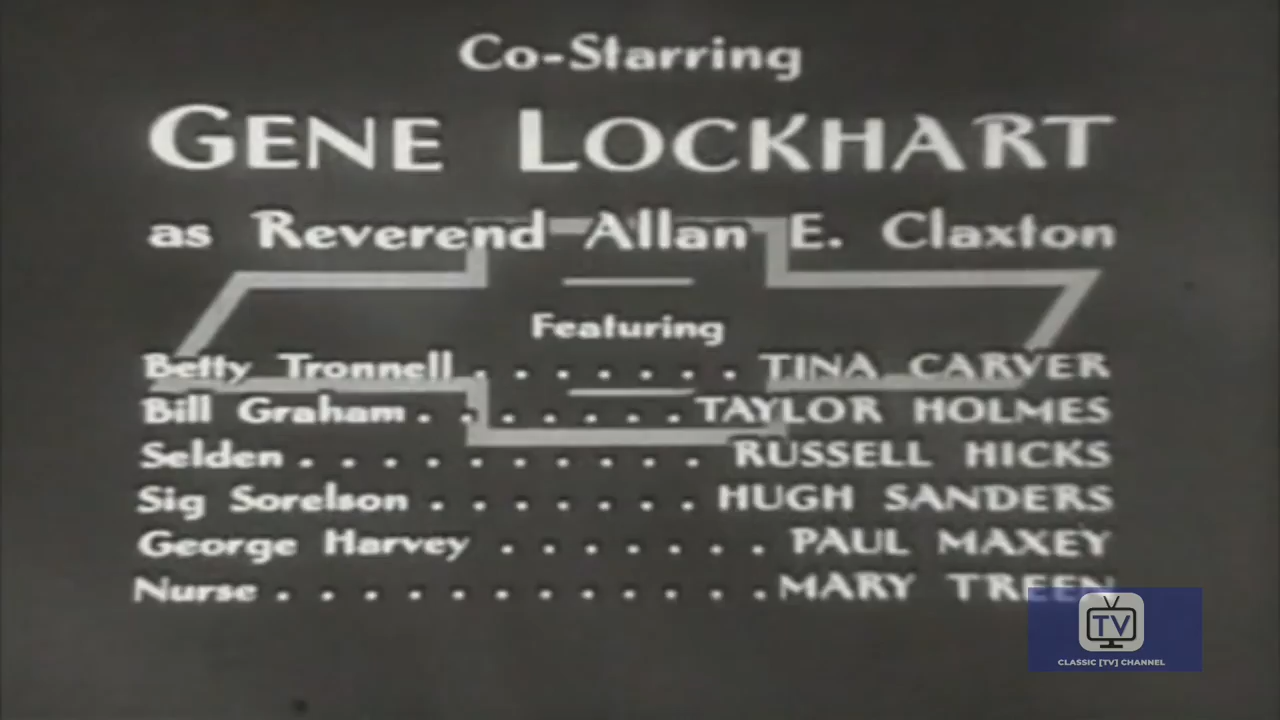 Co-Starring
GENE LOCKHART
as Reverend Allan E. Claxton
Featuring
Betty Tronnell . . . . . . . TINA CARVER
Bill Graham . . . . . . . TAYLOR HOLMES
Selden . . . . . . . . . . RUSSELL HICKS
Sig Sorelson . . . . . . . HUGH SANDERS
George Harvey . . . . . . . PAUL MAXEY
Nurse . . . . . . . . . . . . MARY TREEN
TV
CLASSIC [TV] CHANNEL